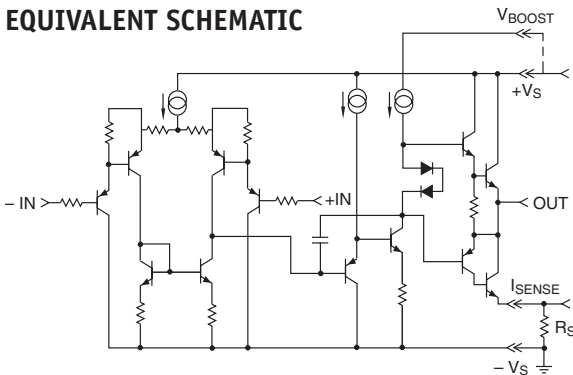 EQUIVALENT SCHEMATIC
VBOOST
+VS
– IN
+IN
OUT
ISENSE
RS
– VS